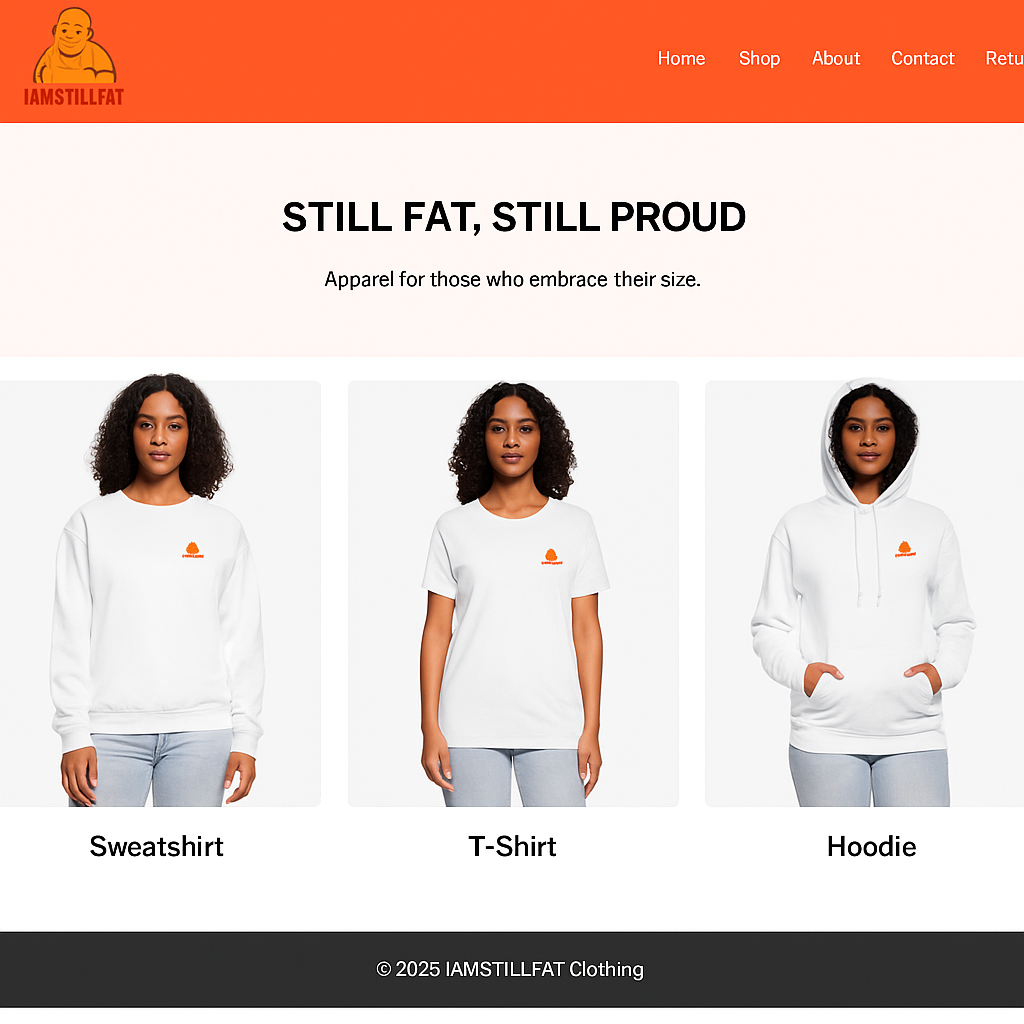 IAMSTILLFAT
Home Shop About Contact Retu
STILL FAT, STILL PROUD
Apparel for those who embrace their size.
Sweatshirt T-Shirt Hoodie
© 2025 IAMSTILLFAT Clothing